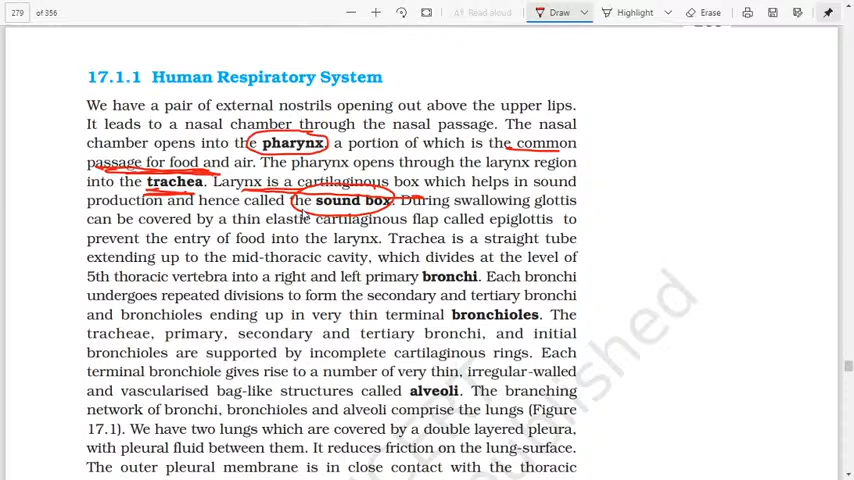 279 of 356
Read aloud
Draw
Highlight
Erase
17.1.1 Human Respiratory System
We have a pair of external nostrils opening out above the upper lips.
It leads to a nasal chamber through the nasal passage. The nasal
chamber opens into the pharynx, a portion of which is the common
passage for food and air. The pharynx opens through the larynx region
into the trachea. Larynx is a cartilaginous box which helps in sound
production and hence called the sound box. During swallowing glottis
can be covered by a thin elastic cartilaginous flap called epiglottis to
prevent the entry of food into the larynx. Trachea is a straight tube
extending up to the mid-thoracic cavity, which divides at the level of
5th thoracic vertebra into a right and left primary bronchi. Each bronchi
undergoes repeated divisions to form the secondary and tertiary bronchi
and bronchioles ending up in very thin terminal bronchioles. The
tracheae, primary, secondary and tertiary bronchi, and initial
bronchioles are supported by incomplete cartilaginous rings. Each
terminal bronchiole gives rise to a number of very thin, irregular-walled
and vascularised bag-like structures called alveoli. The branching
network of bronchi, bronchioles and alveoli comprise the lungs (Figure
17.1). We have two lungs which are covered by a double layered pleura,
with pleural fluid between them. It reduces friction on the lung-surface.
The outer pleural membrane is in close contact with the thoracic